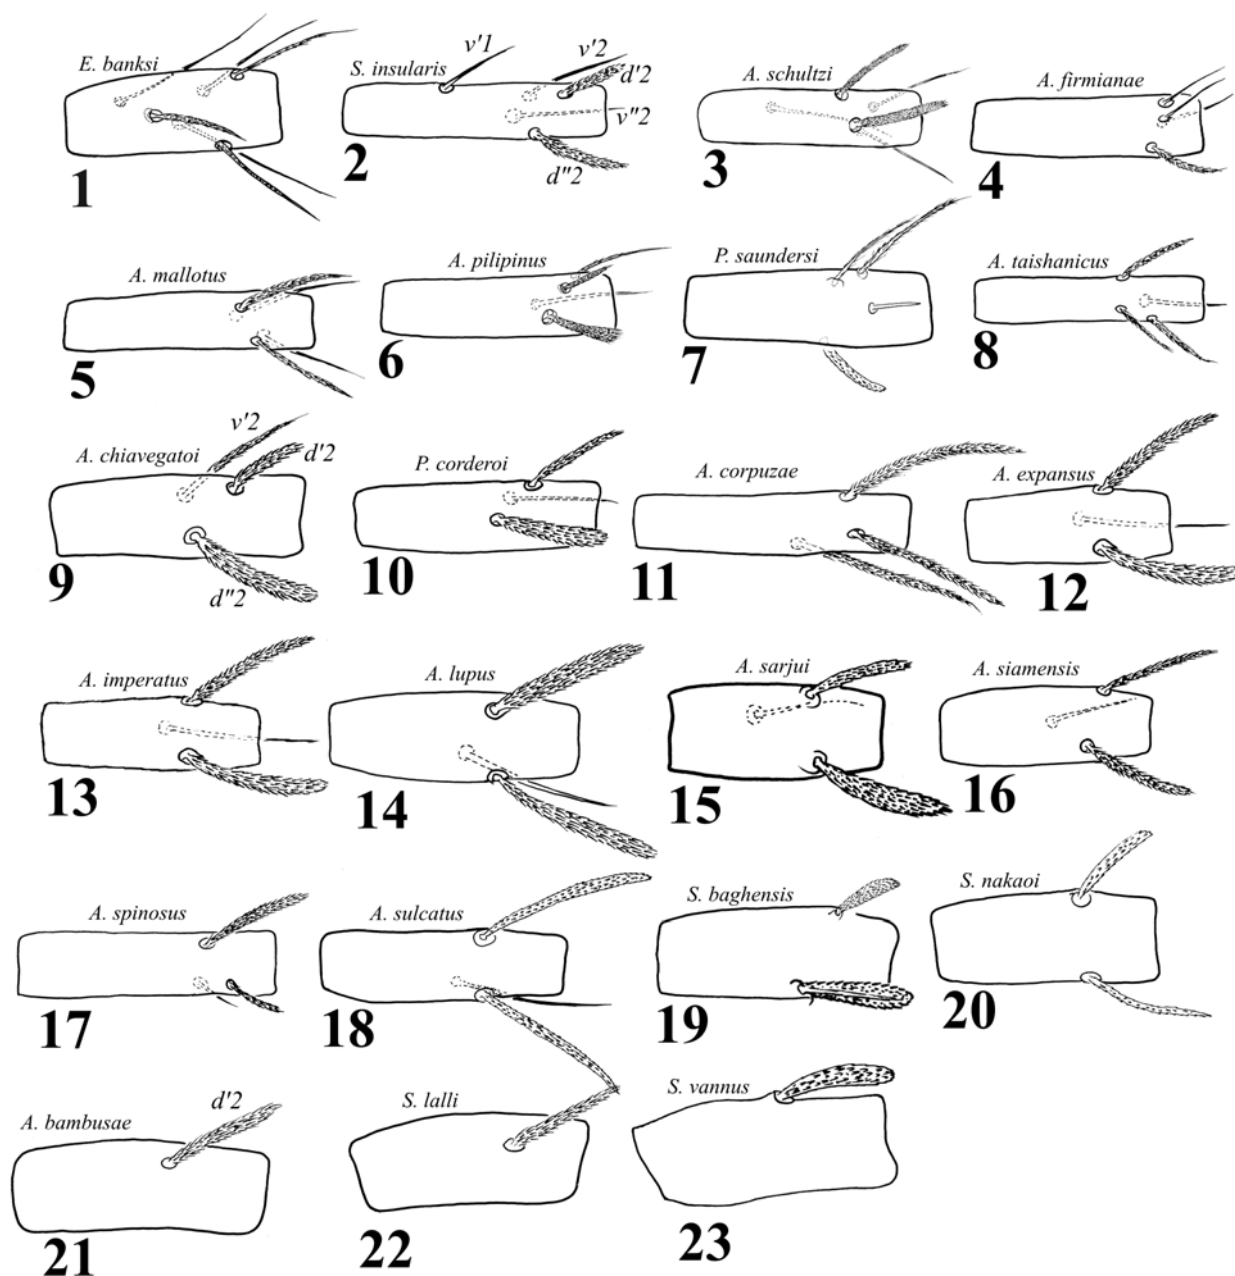 E. banksi
1
S. insularis
v'1
v'2
d'2
v"2
d"2
2
A. schultzi
3
A. firmianae
4
A. mallotus
5
A. pilipinus
6
P. saundersi
7
A. taishanicus
8
A. chiavegatoi
v'2
d'2
d"2
9
P. corderoi
10
A. corpuzae
11
A. expansus
12
A. imperatus
13
A. lupus
14
A. sarjui
15
A. siamensis
16
A. spinosus
17
A. sulcatus
18
S. baghensis
19
S. nakaoi
20
A. bambusae
d'2
21
S. lalli
22
S. vannus
23